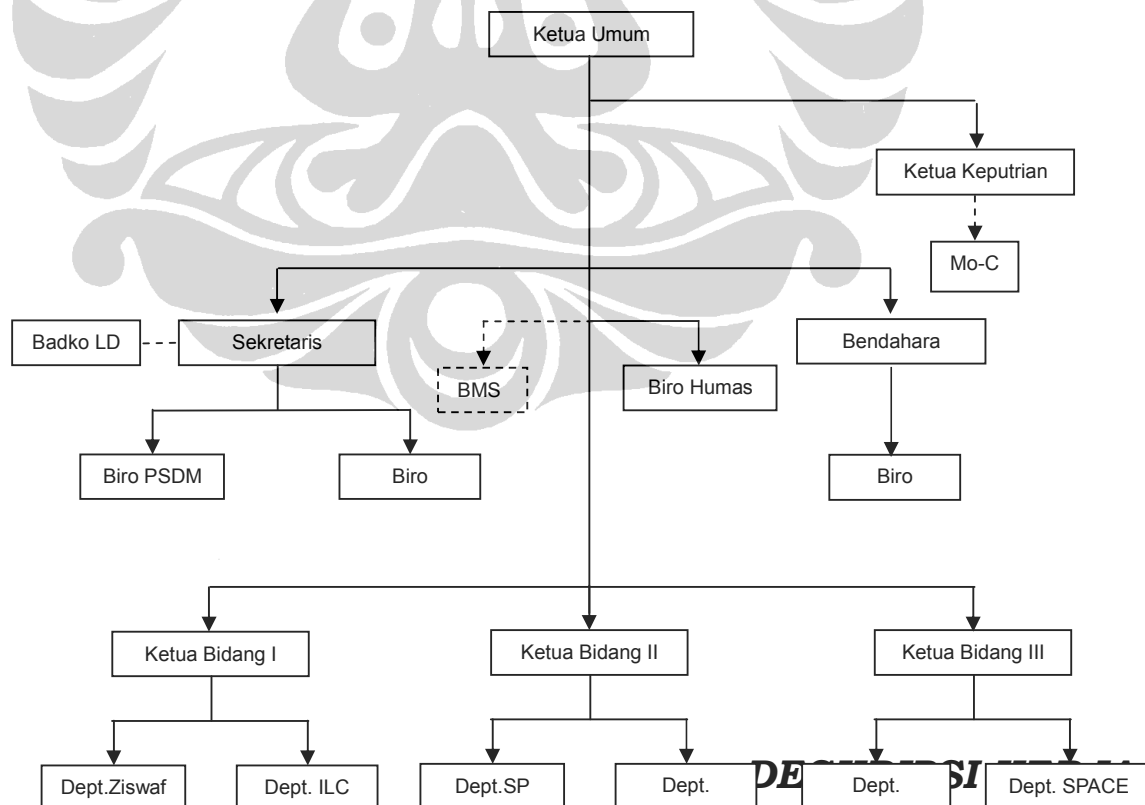 Ketua Umum
Ketua Keputrian
Mo-C
Badko LD
Sekretaris
Bendahara
BMS
Biro Humas
Biro PSDM
Biro
Biro
Ketua Bidang I
Ketua Bidang II
Ketua Bidang III
Dept.Ziswaf
Dept. ILC
Dept.SP
Dept.
Dept.
Dept. SPACE